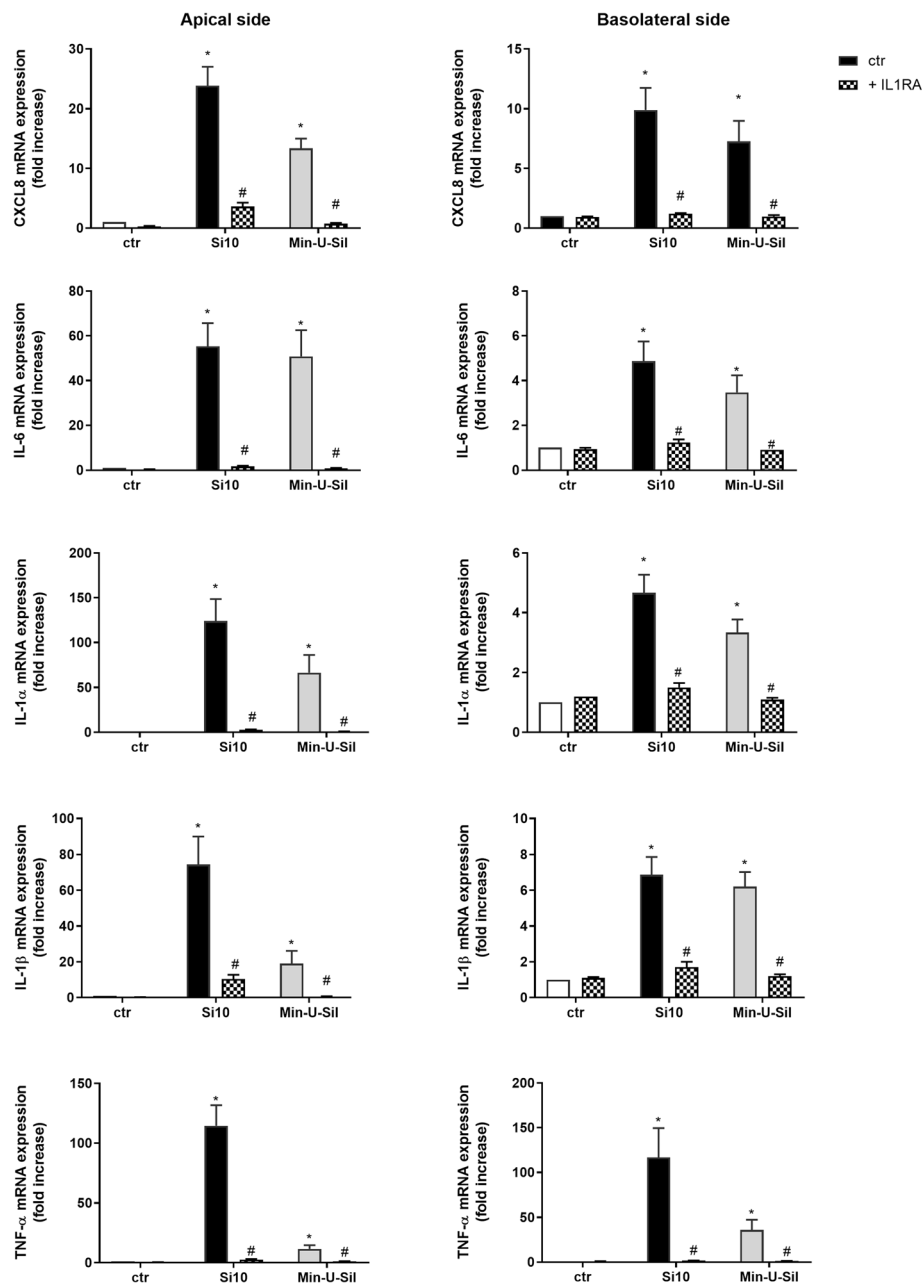 Apical side
Basolateral side
ctr
+ IL1RA
CXCL8 mRNA expression
(fold increase)
30
20
10
0
*
#
*
#
ctr
Si10
Min-U-Sil
CXCL8 mRNA expression
(fold increase)
15
10
5
0
*
#
*
#
ctr
Si10
Min-U-Sil
IL-6 mRNA expression
(fold increase)
80
60
40
20
0
*
#
*
#
ctr
Si10
Min-U-Sil
IL-6 mRNA expression
(fold increase)
8
6
4
2
0
*
#
*
#
ctr
Si10
Min-U-Sil
IL-1α mRNA expression
(fold increase)
200
150
100
50
0
*
#
*
#
ctr
Si10
Min-U-Sil
IL-1α mRNA expression
(fold increase)
6
4
2
0
*
#
*
#
ctr
Si10
Min-U-Sil
IL-1β mRNA expression
(fold increase)
100
80
60
40
20
0
*
#
*
#
ctr
Si10
Min-U-Sil
IL-1β mRNA expression
(fold increase)
10
8
6
4
2
0
*
#
*
#
ctr
Si10
Min-U-Sil
TNF-α mRNA expression
(fold increase)
150
100
50
0
*
#
*
#
ctr
Si10
Min-U-Sil
TNF-α mRNA expression
(fold increase)
200
150
100
50
0
*
#
*
#
ctr
Si10
Min-U-Sil